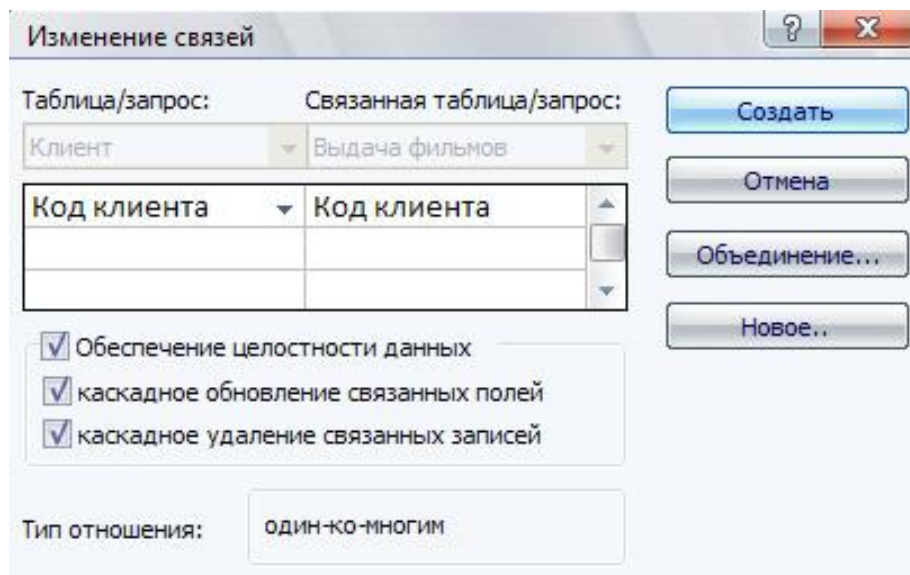 Изменение связей
?
Таблица/запрос: Связанная таблица/запрос:
Клиент Выдача фильмов
Код клиента Код клиента
Обеспечение целостности данных
каскадное обновление связанных полей
каскадное удаление связанных записей
Тип отношения: один-ко-многим
Создать
Отмена
Объединение...
Новое..